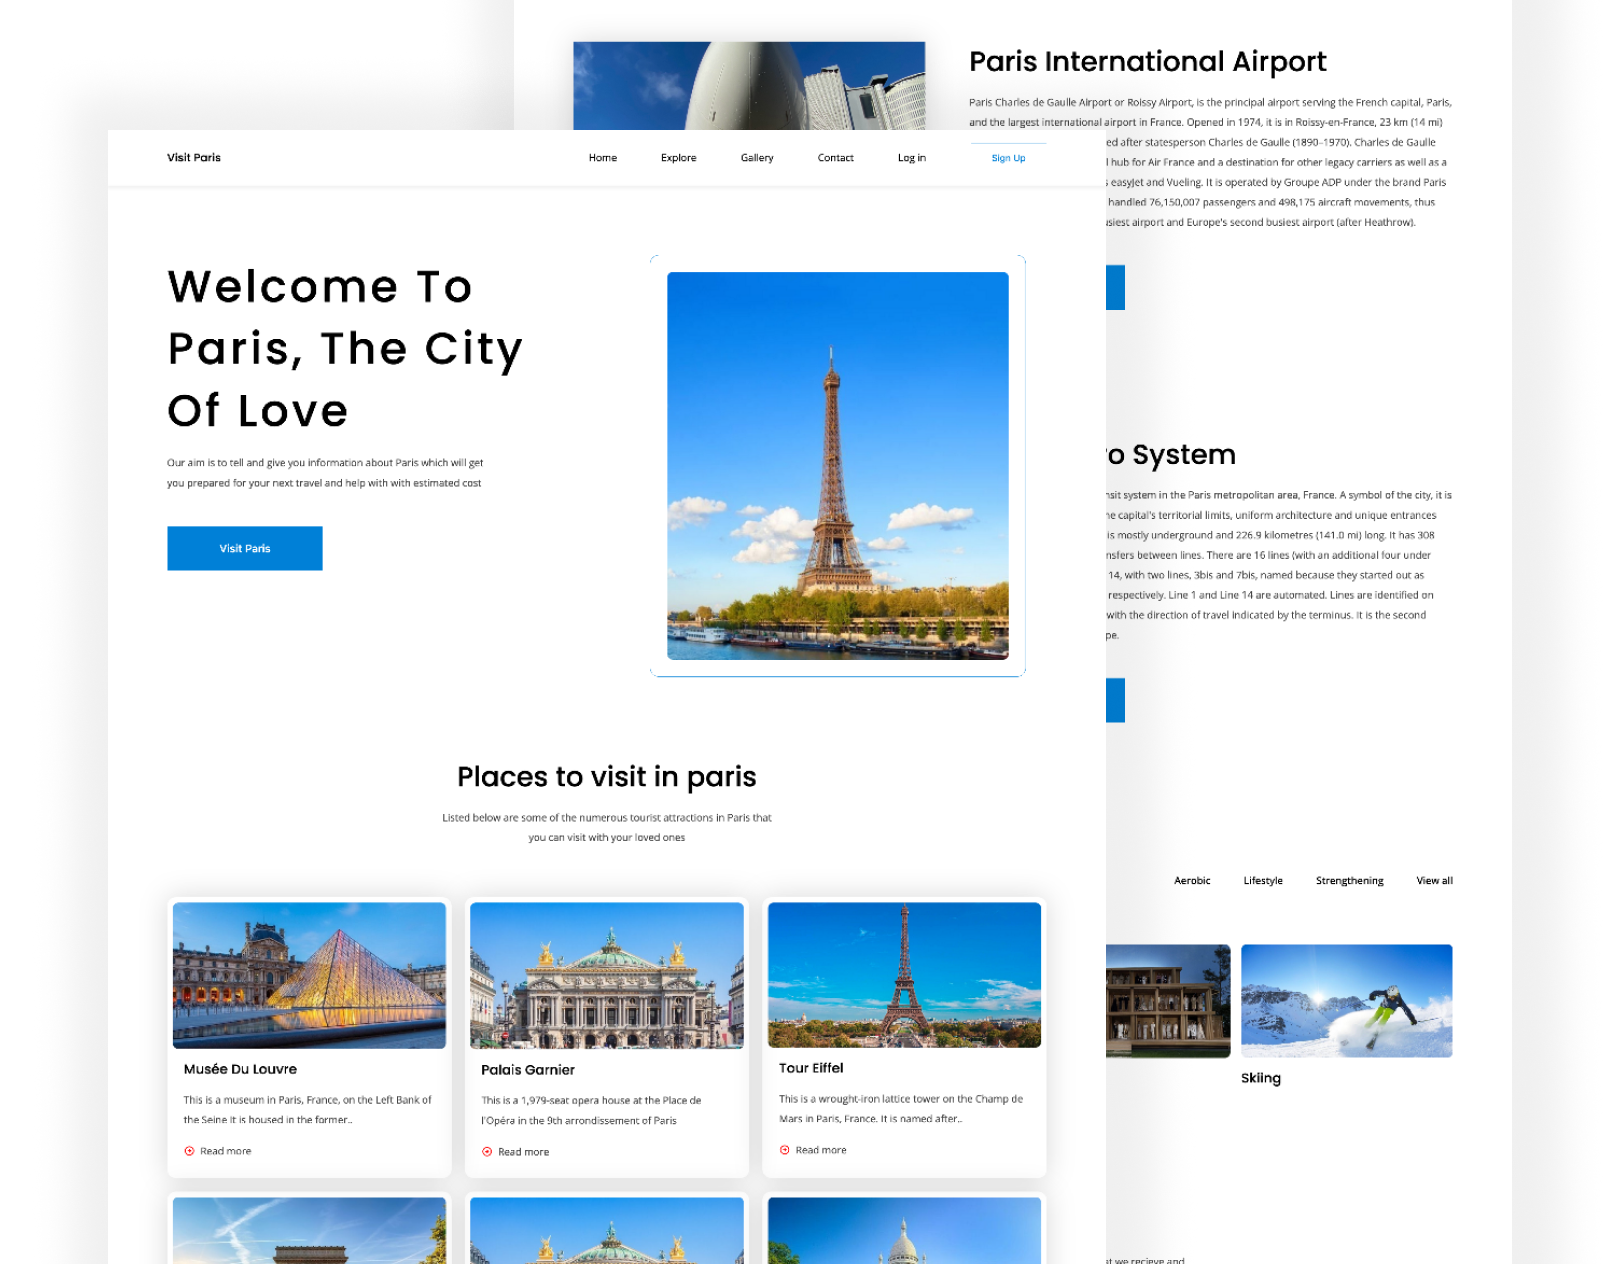 Paris International Airport
Paris Charles de Gaulle Airport or Roissy Airport, is the principal airport serving the French capital, Paris,
and the largest international airport in France. Opened in 1974, it is in Roissy-en-France, 23 km (14 mi)
ed after statesperson Charles de Gaulle (1890–1970). Charles de Gaulle
l hub for Air France and a destination for other legacy carriers as well as a
s easyJet and Vueling. It is operated by Groupe ADP under the brand Paris
handled 76,150,007 passengers and 498,175 aircraft movements, thus
usiest airport and Europe's second busiest airport (after Heathrow).
Visit Paris
Home Explore Gallery Contact Log in Sign Up
Welcome To
Paris, The City
Of Love
Our aim is to tell and give you information about Paris which will get
you prepared for your next travel and help with with estimated cost
Visit Paris
o System
nsit system in the Paris metropolitan area, France. A symbol of the city, it is
he capital's territorial limits, uniform architecture and unique entrances
is mostly underground and 226.9 kilometres (141.0 mi) long. It has 308
nsfers between lines. There are 16 lines (with an additional four under
14, with two lines, 3bis and 7bis, named because they started out as
respectively. Line 1 and Line 14 are automated. Lines are identified on
with the direction of travel indicated by the terminus. It is the second
pe.
Places to visit in paris
Listed below are some of the numerous tourist attractions in Paris that
you can visit with your loved ones
Aerobic Lifestyle Strengthening View all
Musée Du Louvre
This is a museum in Paris, France, on the Left Bank of
the Seine It is housed in the former..
Read more
Palais Garnier
This is a 1,979-seat opera house at the Place de
l'Opéra in the 9th arrondissement of Paris
Read more
Tour Eiffel
This is a wrought-iron lattice tower on the Champ de
Mars in Paris, France. It is named after..
Read more
Skiing
at we recieve and